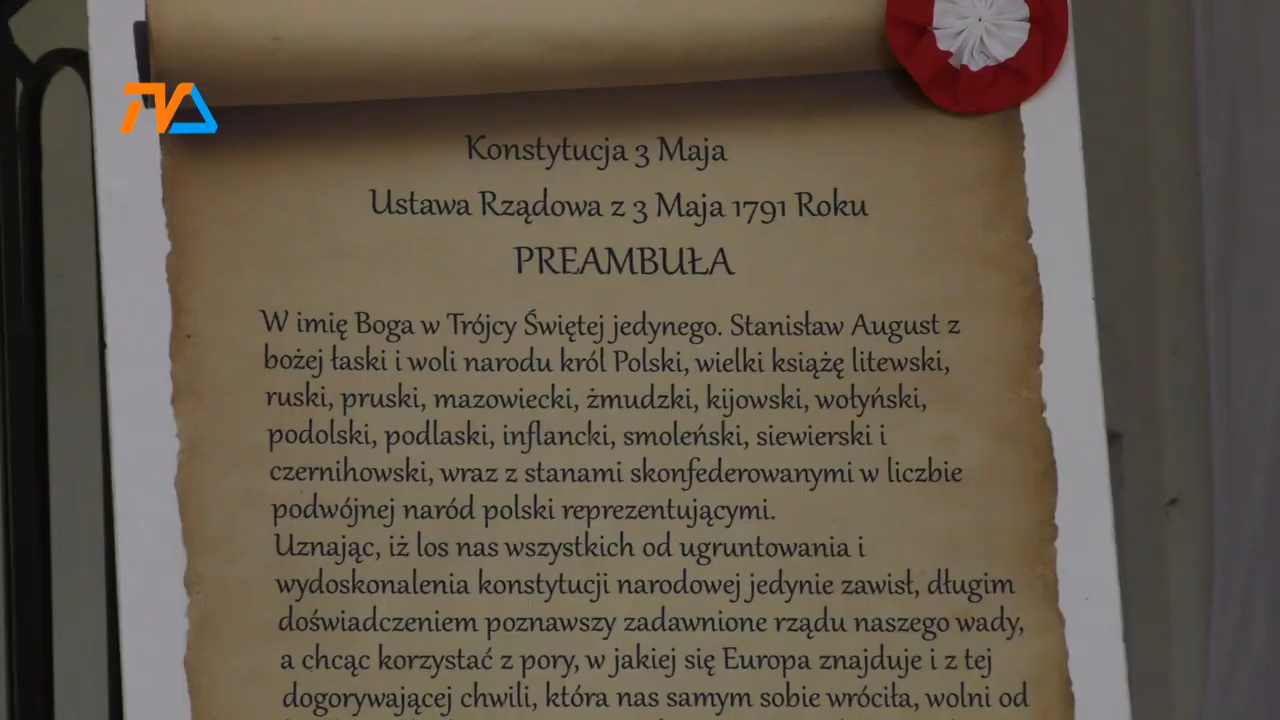 TVA
Konstytucja 3 Maja
Ustawa Rządowa z 3 Maja 1791 Roku
PREAMBUŁA
W imię Boga w Trójcy Świętej jedynego. Stanisław August z
bożej łaski i woli narodu król Polski, wielki książę litewski,
ruski, pruski, mazowiecki, żmudzki, kijowski, wołyński,
podolski, podlaski, inflancki, smoleński, siewierski i
czernihowski, wraz z stanami skonfederowanymi w liczbie
podwójnej naród polski reprezentującymi.
Uznając, iż los nas wszystkich od ugruntowania i
wydoskonalenia konstytucji narodowej jedynie zawisł, długim
doświadczeniem poznawszy zadawnione rządu naszego wady,
a chcąc korzystać z pory, w jakiej się Europa znajduje i z tej
dogorywającej chwili, która nas samym sobie wróciła, wolni od